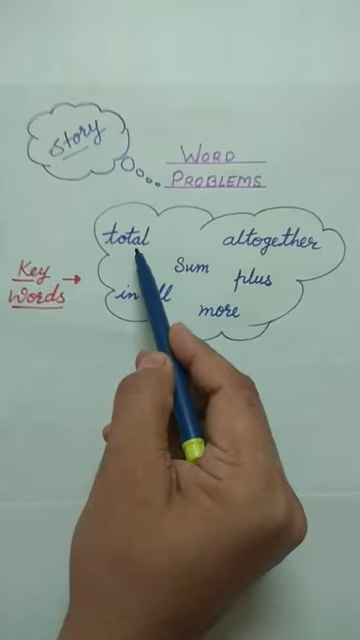 Story
WORD
PROBLEMS
Key
Words
total
altogether
Sum
plus
more